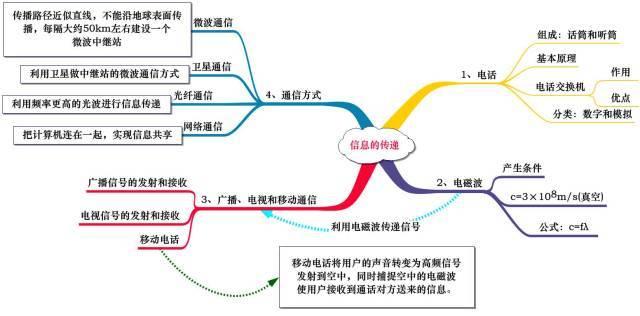 信息的传递
1、电话
组成：话筒和听筒
基本原理
电话交换机
作用
优点
分类：数字和模拟
2、电磁波
产生条件
c=3×10⁸m/s(真空)
公式：c=fλ
利用电磁波传递信号
3、广播、电视和移动通信
广播信号的发射和接收
电视信号的发射和接收
移动电话
移动电话将用户的声音转变为高频信号
发射到空中，同时捕捉空中的电磁波
使用户接收到通话对方送来的信息。
4、通信方式
微波通信
传播路径近似直线，不能沿地球表面传
播，每隔大约50km左右建设一个
微波中继站
卫星通信
利用卫星做中继站的微波通信方式
光纤通信
利用频率更高的光波进行信息传递
网络通信
把计算机连在一起，实现信息共享